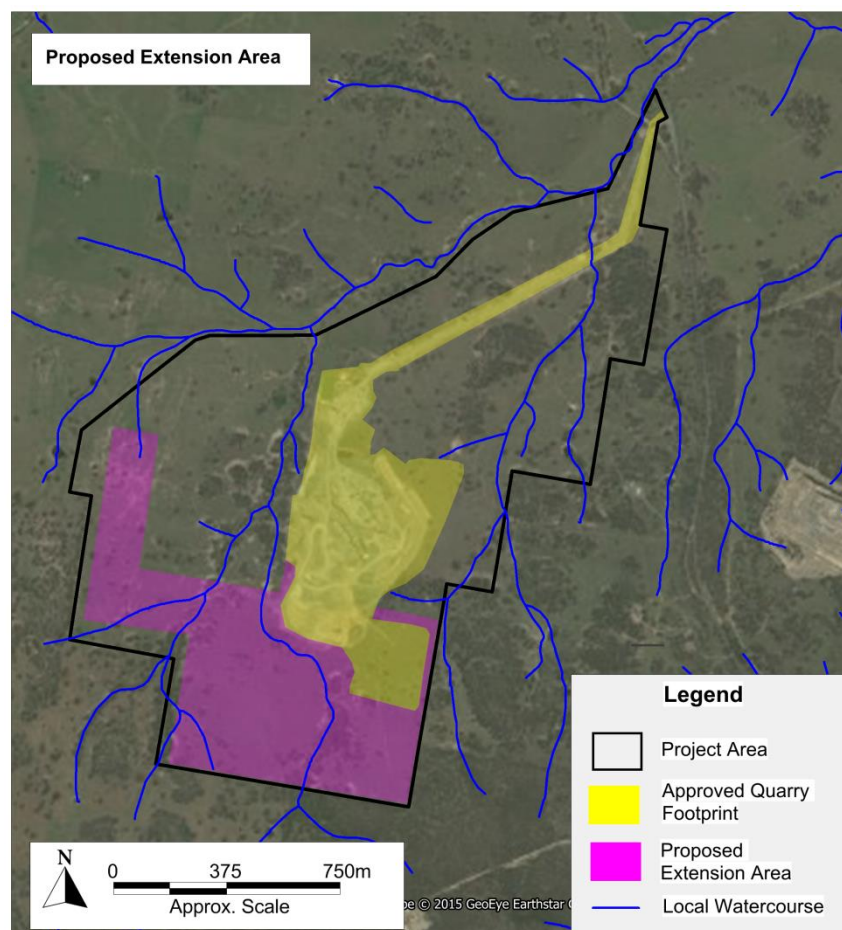 Proposed Extension Area
Legend
Project Area
Approved Quarry
Footprint
Proposed
Extension Area
Local Watercourse
N
0 375 750m
Approx. Scale
© 2015 GeoEye Earthstar